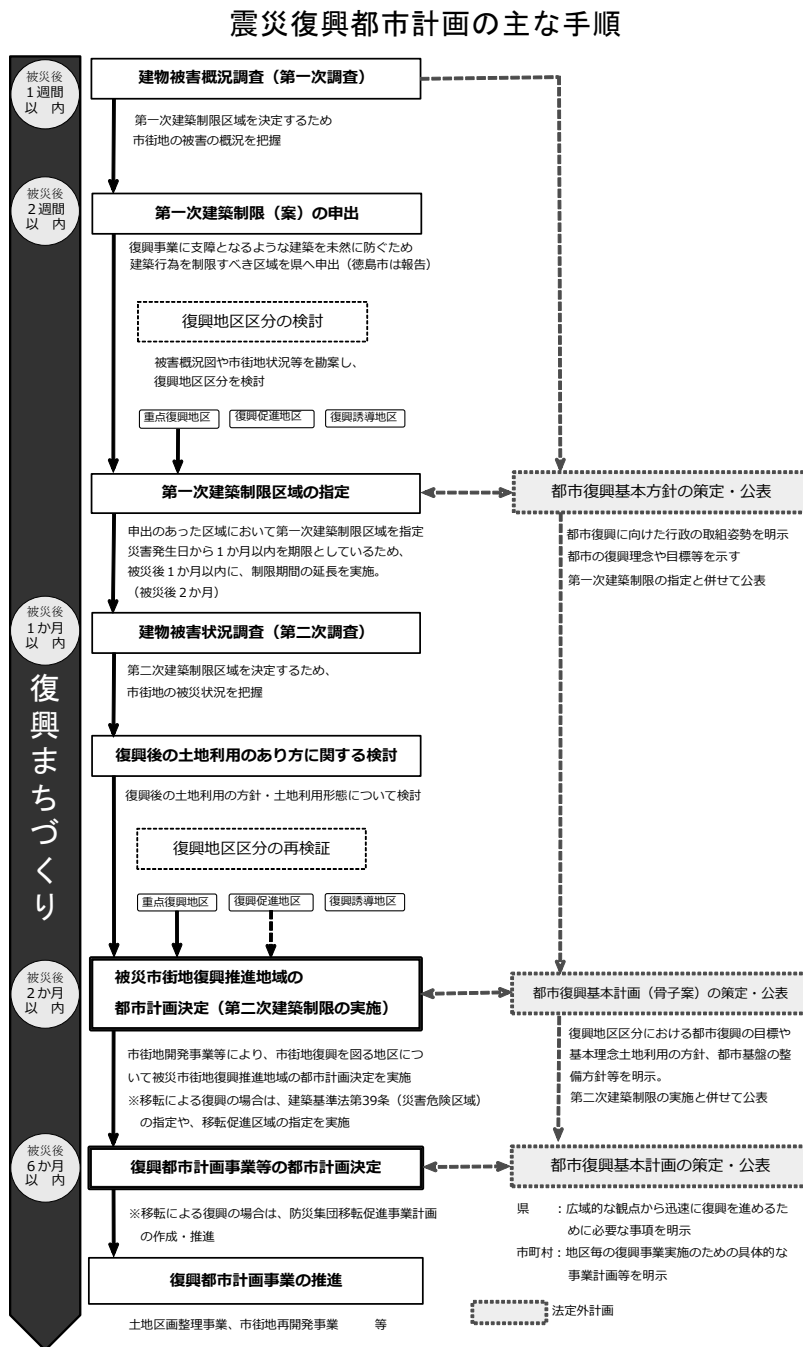 震災復興都市計画の主な手順
被災後
1週間
以　内
建物被害概況調査（第一次調査）
第一次建築制限区域を決定するため
市街地の被害の概況を把握
被災後
2週間
以　内
第一次建築制限（案）の申出
復興事業に支障となるような建築を未然に防ぐため
建築行為を制限すべき区域を県へ申出（徳島市は報告）
復興地区区分の検討
被害概況図や市街地状況等を勘案し、
復興地区区分を検討
重点復興地区　復興促進地区　復興誘導地区
第一次建築制限区域の指定
都市復興基本方針の策定・公表
申出のあった区域において第一次建築制限区域を指定
災害発生日から１か月以内を期限としているため、
被災後１か月以内に、制限期間の延長を実施。
（被災後２か月）
都市復興に向けた行政の取組姿勢を明示
都市の復興理念や目標等を示す
第一次建築制限の指定と併せて公表
被災後
1か月
以　内
建物被害状況調査（第二次調査）
第二次建築制限区域を決定するため、
市街地の被災状況を把握
復興まちづくり
復興後の土地利用のあり方に関する検討
復興後の土地利用の方針・土地利用形態について検討
復興地区区分の再検証
重点復興地区　復興促進地区　復興誘導地区
被災後
2か月
以　内
被災市街地復興推進地域の
都市計画決定（第二次建築制限の実施）
都市復興基本計画（骨子案）の策定・公表
市街地開発事業等により、市街地復興を図る地区につ
いて被災市街地復興推進地域の都市計画決定を実施
※移転による復興の場合は、建築基準法第39条（災害危険区域）
の指定や、移転促進区域の指定を実施
復興地区区分における都市復興の目標や
基本理念土地利用の方針、都市基盤の整
備方針等を明示。
第二次建築制限の実施と併せて公表
被災後
6か月
以　内
復興都市計画事業等の都市計画決定
都市復興基本計画の策定・公表
※移転による復興の場合は、防災集団移転促進事業計画
の作成・推進
県　　：広域的な観点から迅速に復興を進めるた
めに必要な事項を明示
市町村：地区毎の復興事業実施のための具体的な
事業計画等を明示
復興都市計画事業の推進
土地区画整理事業、市街地再開発事業　　等
法定外計画